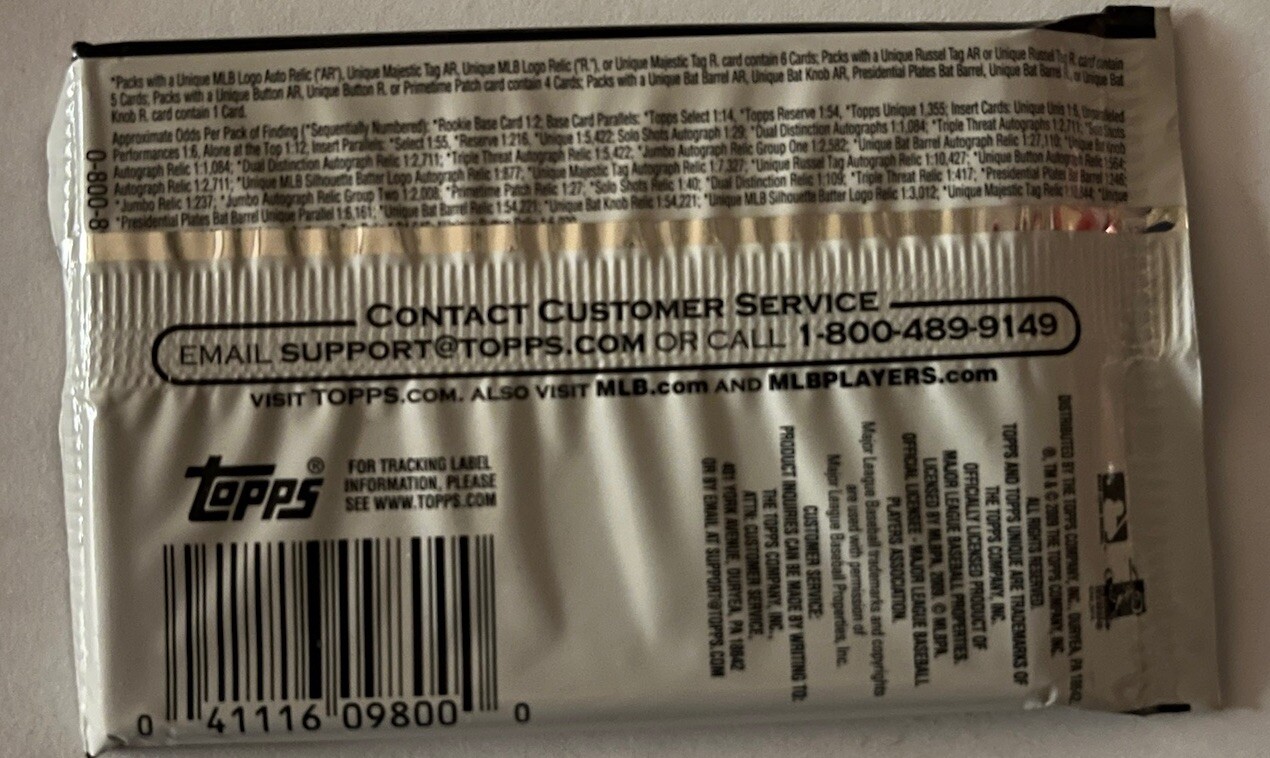 *Packs with a Unique MLB Logo Auto Relic ("AR"), Unique Majestic Tag AR, Unique MLB Logo Relic ("R"), or Unique Majestic Tag R. card contain 6 Cards; Packs with a Unique Russel Tag AR or Unique Russel Tag R. card contain
5 Cards; Packs with a Unique Button AR, Unique Button R. or Primetime Patch card contain 4 Cards; Packs with a Unique Bat Barrel AR, Unique Bat Knob AR, Presidential Plates Bat Barrel, Unique Bat Barrel R., or Unique Bat
Knob R. card contain 1 Card.
Approximate Odds Per Pack of Finding (*Sequentially Numbered): *Rookie Base Card 1:2; Base Card Parallels: *Topps Select 1:14, *Topps Reserve 1:54, *Topps Unique 1,355; Insert Cards: Unique Unis 1:6,
Performances 1:6, Alone at the Top 1:12; Insert Parallels: *Select 1:55, *Reserve 1:216, *Unique 1:5,422; Solo Shots Autograph 1:29; *Dual Distinction Autographs 1:1,084; *Triple Threat Autographs 1:2,711; *Solo Shots
Autograph Relic 1:1,084; *Dual Distinction Autograph Relic 1:2,711; *Triple Threat Autograph Relic 1:5,422; *Jumbo Autograph Relic Group One 1:2,582; *Unique Bat Barrel Autograph Relic 1:27,110; *Unique Bat Knob
Autograph Relic 1:2,711; *Unique MLB Silhouette Batter Logo Autograph Relic 1:877; *Unique Majestic Tag Autograph Relic 1:7,327; *Unique Russel Tag Autograph Relic 1:10,427; *Unique Button Autograph Relic 1:564;
*Jumbo Relic 1:237; *Jumbo Autograph Relic Group Two 1:2,008; *Primetime Patch Relic 1:27; *Solo Shots Relic 1:40; *Dual Distinction Relic 1:109; *Triple Threat Relic 1:417; *Presidential Plates Bat Barrel 1:246;
*Presidential Plates Bat Barrel Unique Parallel 1:6,161; *Unique Bat Barrel Relic 1:54,221; *Unique Bat Knob Relic 1:54,221; *Unique MLB Silhouette Batter Logo Relic 1:3,012; *Unique Majestic Tag Relic *Unique
0-800-8
CONTACT CUSTOMER SERVICE
EMAIL SUPPORT@TOPPS.COM OR CALL 1-800-489-9149
VISIT TOPPS.COM. ALSO VISIT MLB.com AND MLBPLAYERS.com
topps®
FOR TRACKING LABEL
INFORMATION, PLEASE
SEE WWW.TOPPS.COM
0 41116 09800 0
DISTRIBUTED BY THE TOPPS COMPANY, INC., DURYEA, PA 18642.
®, TM & © 2009 THE TOPPS COMPANY, INC.
ALL RIGHTS RESERVED.
TOPPS AND TOPPS UNIQUE ARE TRADEMARKS OF
THE TOPPS COMPANY, INC.
OFFICIALLY LICENSED PRODUCT OF
MAJOR LEAGUE BASEBALL PROPERTIES.
LICENSED BY MLBPA, 2009. © MLBPA,
OFFICIAL LICENSEE - MAJOR LEAGUE BASEBALL
PLAYERS ASSOCIATION.
Major League Baseball trademarks and copyrights
are used with permission of
Major League Baseball Properties, Inc.
CUSTOMER SERVICE:
PRODUCT INQUIRIES CAN BE MADE BY WRITING TO:
THE TOPPS COMPANY, INC.,
ATTN: CUSTOMER SERVICE,
401 YORK AVENUE, DURYEA, PA 18642
OR BY EMAIL AT SUPPORT@TOPPS.COM